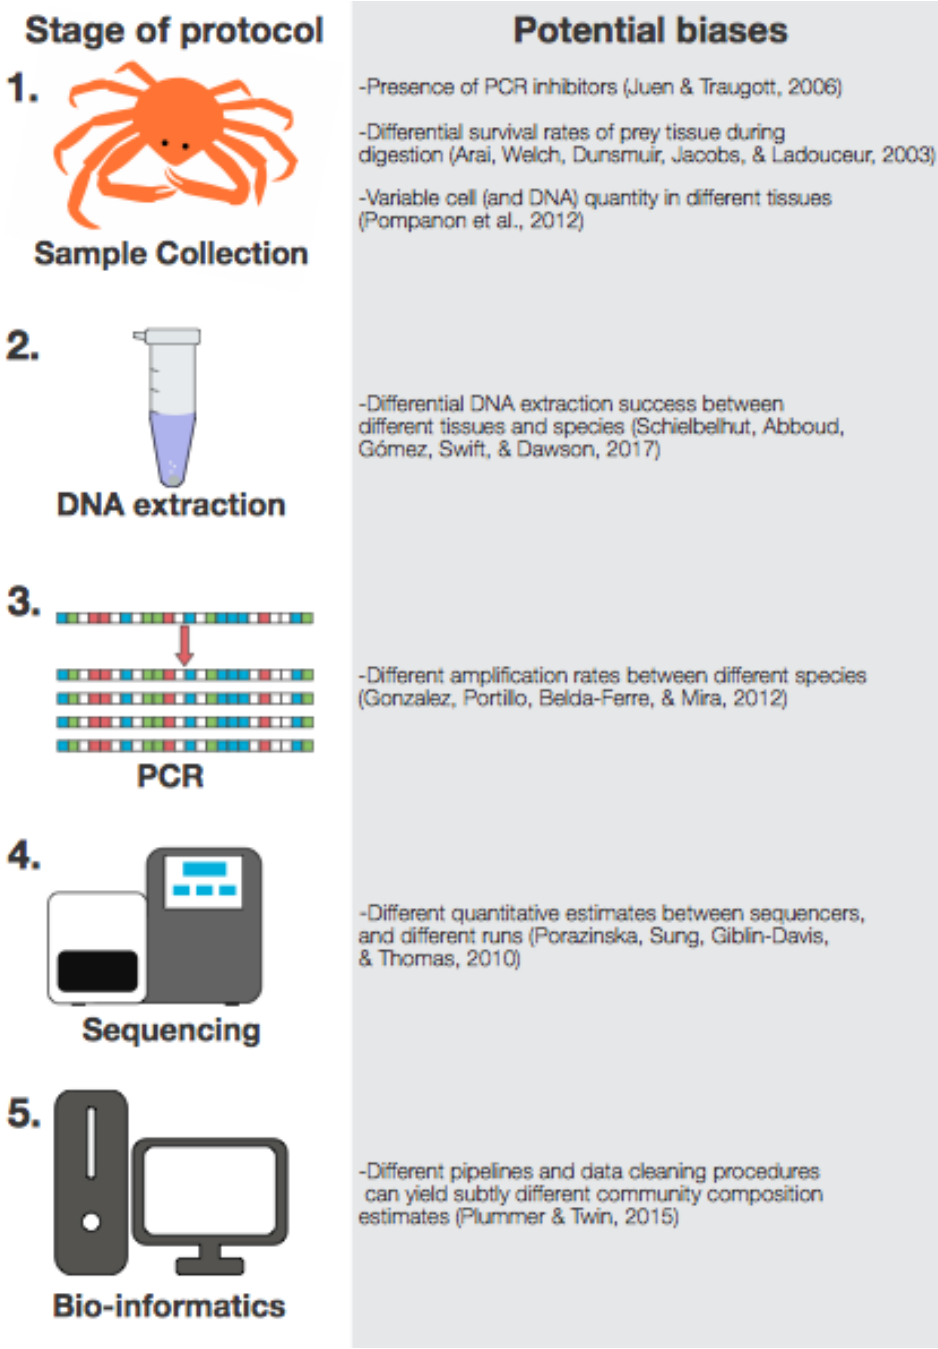 Stage of protocol
Potential biases
1.
Sample Collection
-Presence of PCR inhibitors (Juen & Traugott, 2006)
-Differential survival rates of prey tissue during
digestion (Arai, Welch, Dunsmuir, Jacobs, & Ladouceur, 2003)
-Variable cell (and DNA) quantity in different tissues
(Pompanon et al., 2012)
2.
DNA extraction
-Differential DNA extraction success between
different tissues and species (Schielbelhut, Abboud,
Gómez, Swift, & Dawson, 2017)
3.
PCR
-Different amplification rates between different species
(Gonzalez, Portillo, Belda-Ferre, & Mira, 2012)
4.
Sequencing
-Different quantitative estimates between sequencers,
and different runs (Porazinska, Sung, Giblin-Davis,
& Thomas, 2010)
5.
Bio-informatics
-Different pipelines and data cleaning procedures
can yield subtly different community composition
estimates (Plummer & Twin, 2015)